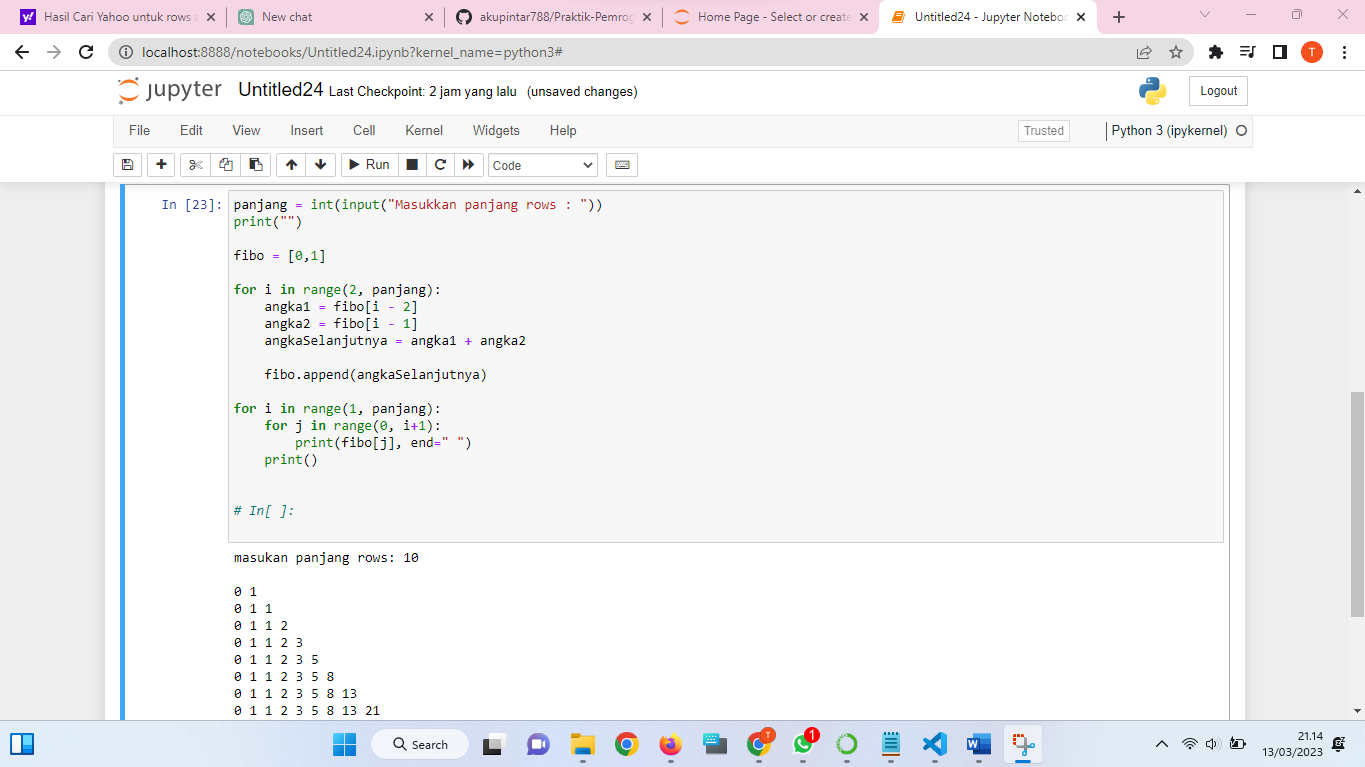 Hasil Cari Yahoo untuk rows
New chat
akupintar788/Praktik-Pemrog
Home Page - Select or create
Untitled24 - Jupyter Noteboo
localhost:8888/notebooks/Untitled24.ipynb?kernel_name=python3#
T
jupyter Untitled24 Last Checkpoint: 2 jam yang lalu (unsaved changes)
Logout
File Edit View Insert Cell Kernel Widgets Help
Trusted
Python 3 (ipykernel)
Run
Code
In [23]: panjang = int(input("Masukkan panjang rows : "))
print("")
fibo = [0,1]
for i in range(2, panjang):
angka1 = fibo[i - 2]
angka2 = fibo[i - 1]
angkaSelanjutnya = angka1 + angka2
fibo.append(angkaSelanjutnya)
for i in range(1, panjang):
for j in range(0, i+1):
print(fibo[j], end=" ")
print()
# In[ ]:
masukan panjang rows: 10
0 1
0 1 1
0 1 1 2
0 1 1 2 3
0 1 1 2 3 5
0 1 1 2 3 5 8
0 1 1 2 3 5 8 13
0 1 1 2 3 5 8 13 21
Search
T
1
W
21.14
13/03/2023